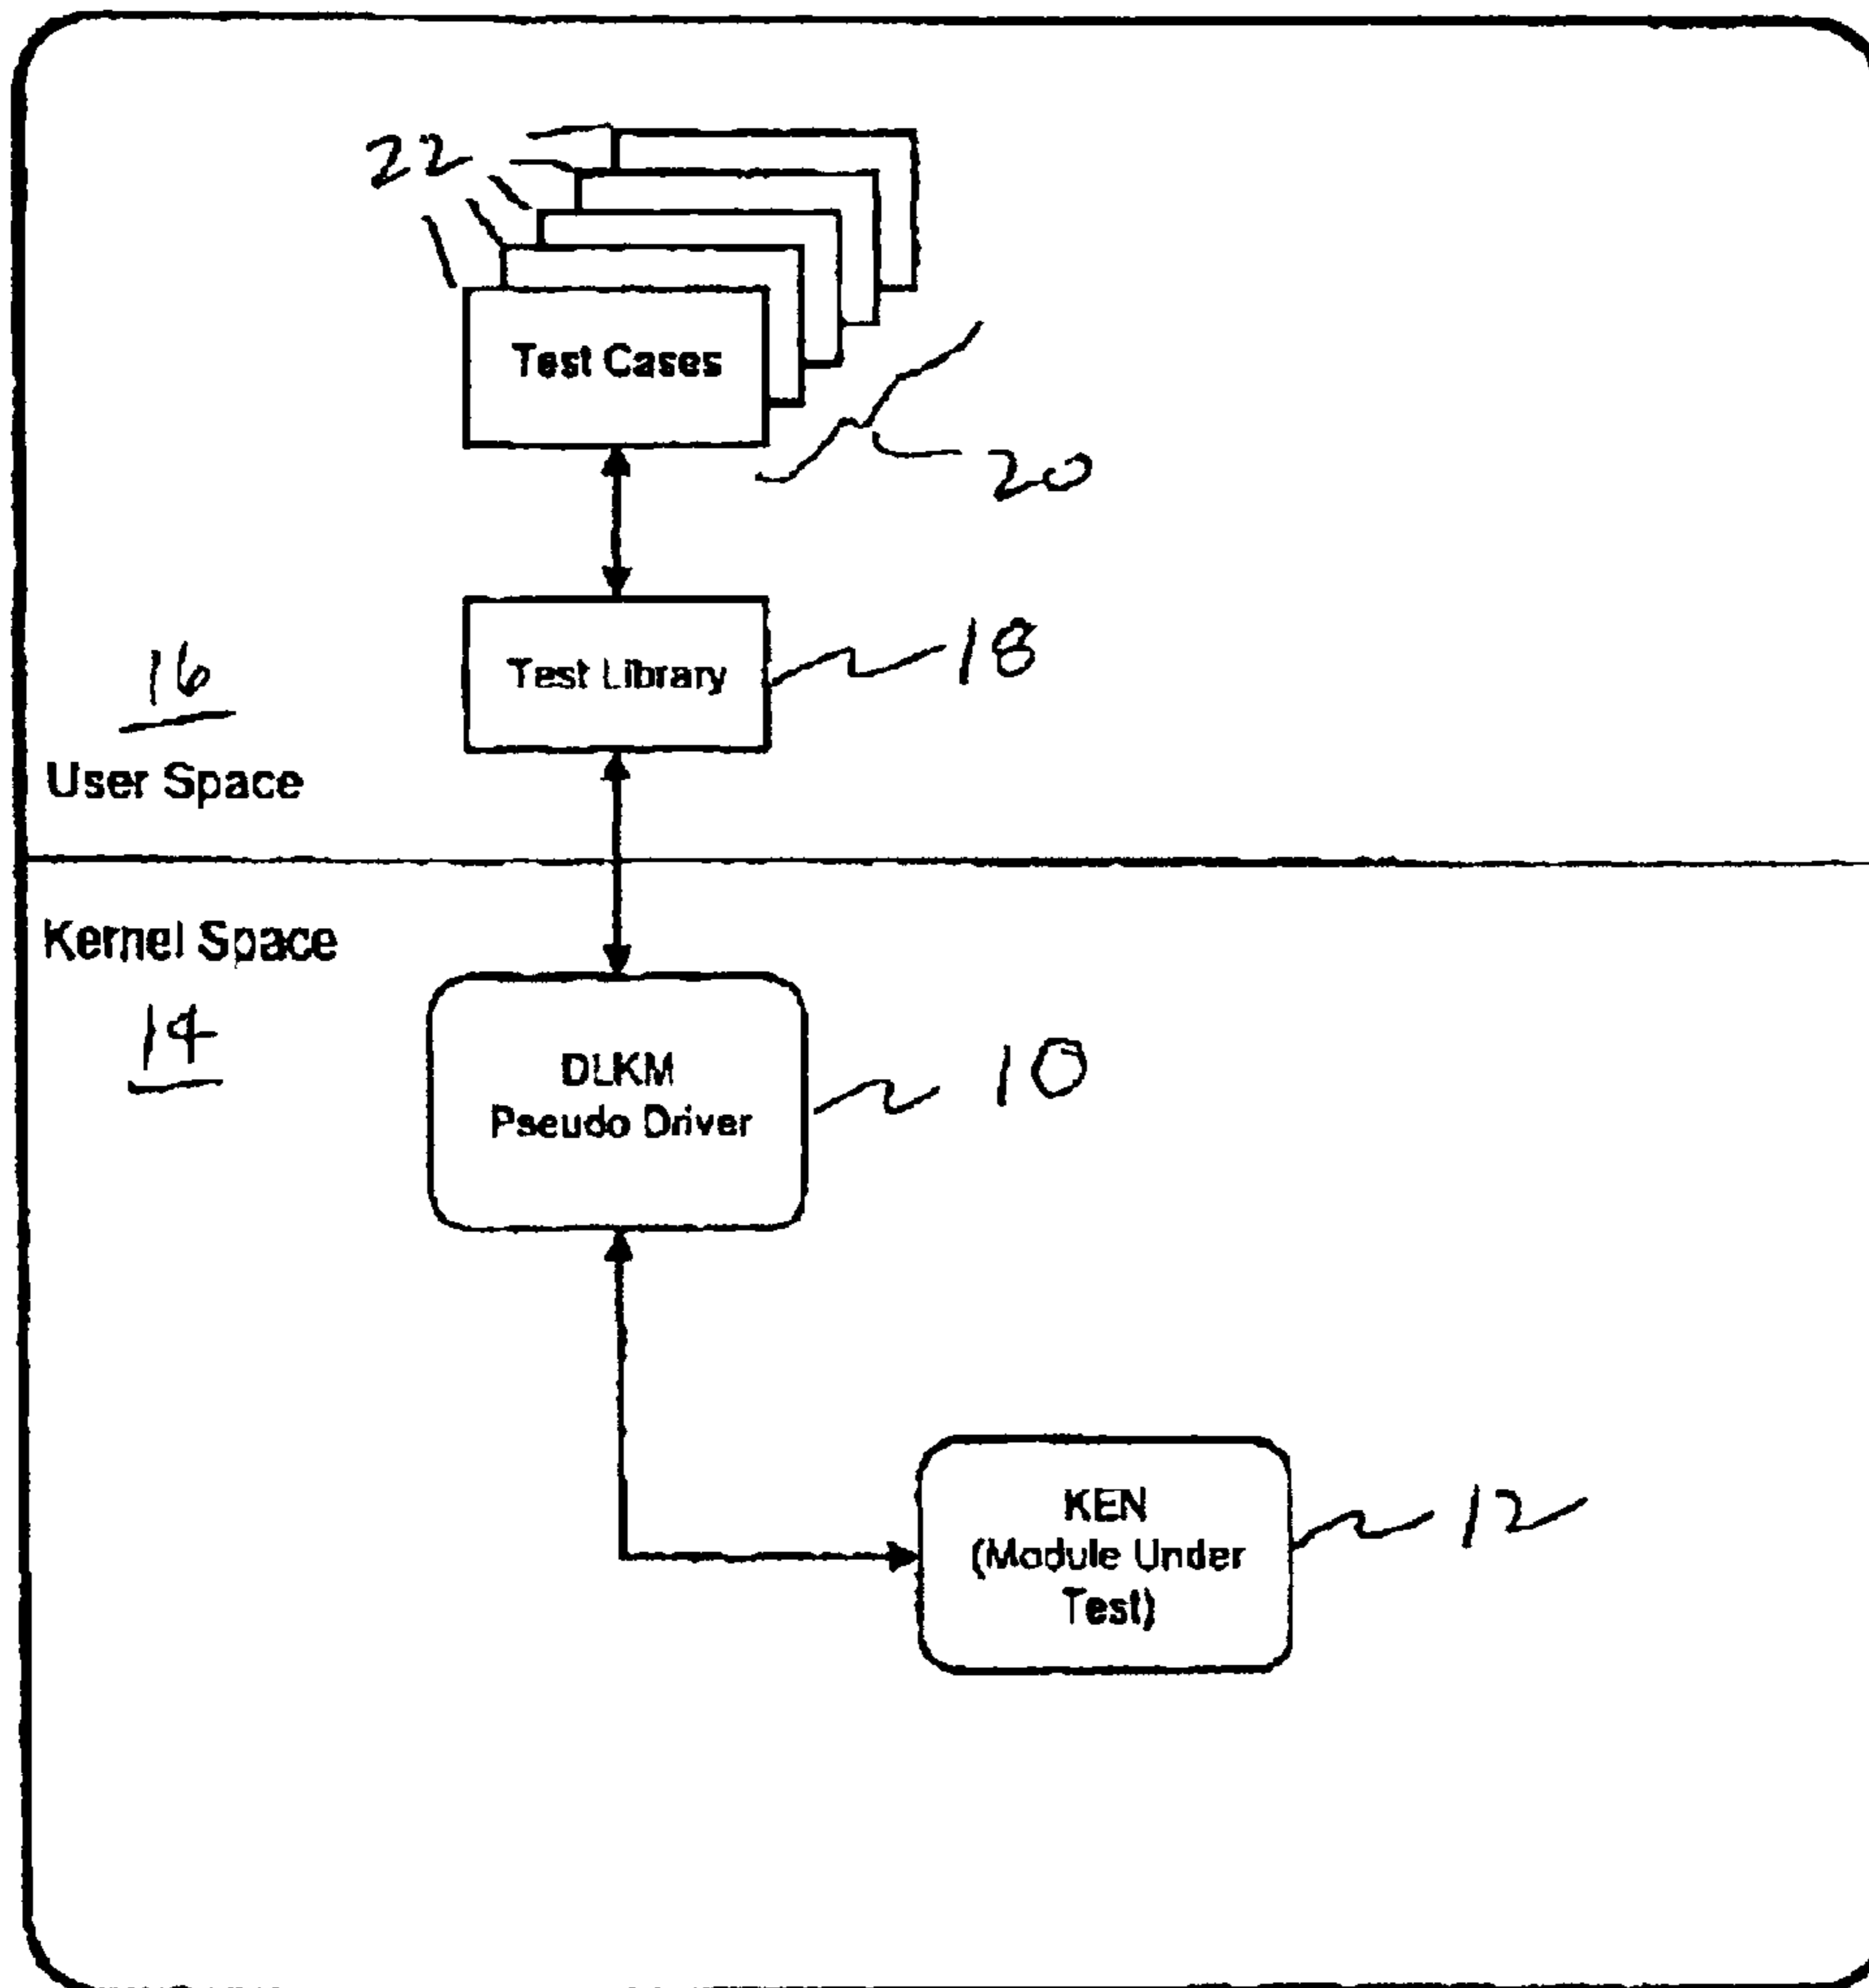 22
Test Cases
20
Test Library
18
16
User Space
Kernel Space
14
DLKM
Pseudo Driver
10
KEN
(Module Under
Test)
12